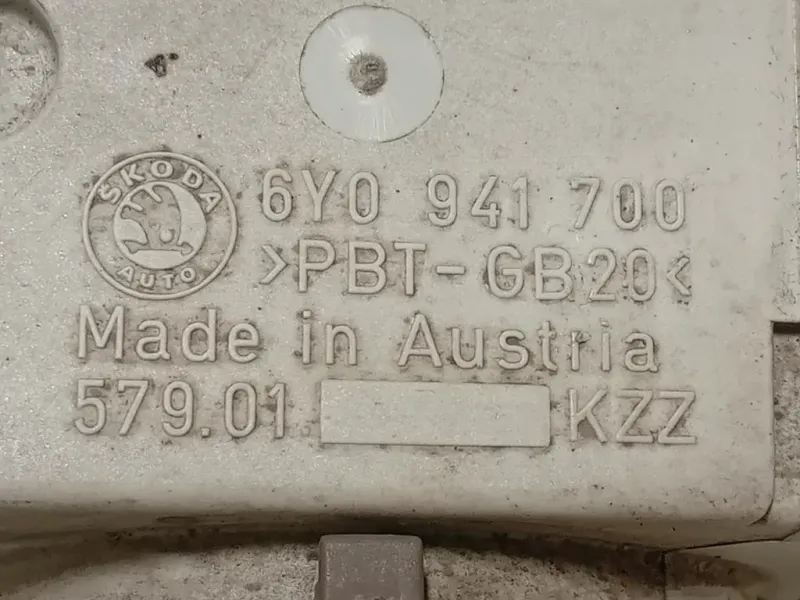 ŠKODA
AUTO
6Y0 941 700
>PBT-GB20<
Made in Austria
579.01 KZZ